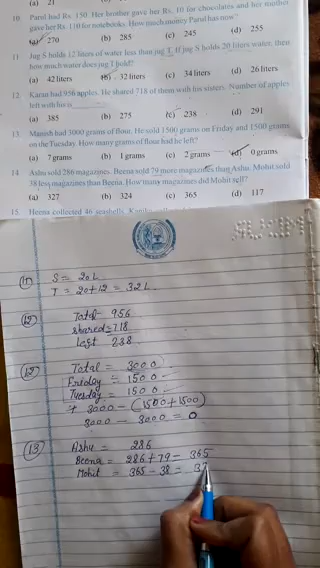 (a) 21
10. Parul had Rs. 150. Her brother gave her Rs. 10 for chocolates and her mother
gave her Rs. 110 for notebooks. How much money Parul has now?
(a) 270 (b) 285 (c) 245 (d) 255
11. Jug S holds 12 liters of water less than jug T. If jug S holds 20 liters water, then
how much water does jug T hold?
(a) 42 liters (b) 32 liters (c) 34 liters (d) 26 liters
12. Karan had 956 apples. He shared 718 of them with his sisters. Number of apples
left with his is
(a) 385 (b) 275 (c) 238 (d) 291
13. Manish had 3000 grams of flour. He sold 1500 grams on Friday and 1500 grams
on the Tuesday. How many grams of flour had he left?
(a) 7 grams (b) 1 grams (c) 2 grams (d) 0 grams
14. Ashu sold 286 magazines. Beena sold 79 more magazines than Ashu. Mohit sold
38 less magazines than Beena. How many magazines did Mohit sell?
(a) 327 (b) 324 (c) 365 (d) 117
15. Heena collected 46 seashells.
11) S = 20 L
T = 20+12 = 32 L
12) Total - 956
shared = 718
Left 238
Total = 3000
Friday = 1500
Tuesday = 1500
3000 - (1500+1500)
3000 - 3000 = 0
13) Ashu = 286
Beena = 286+79 - 365
Mohit = 365 - 38 = 3